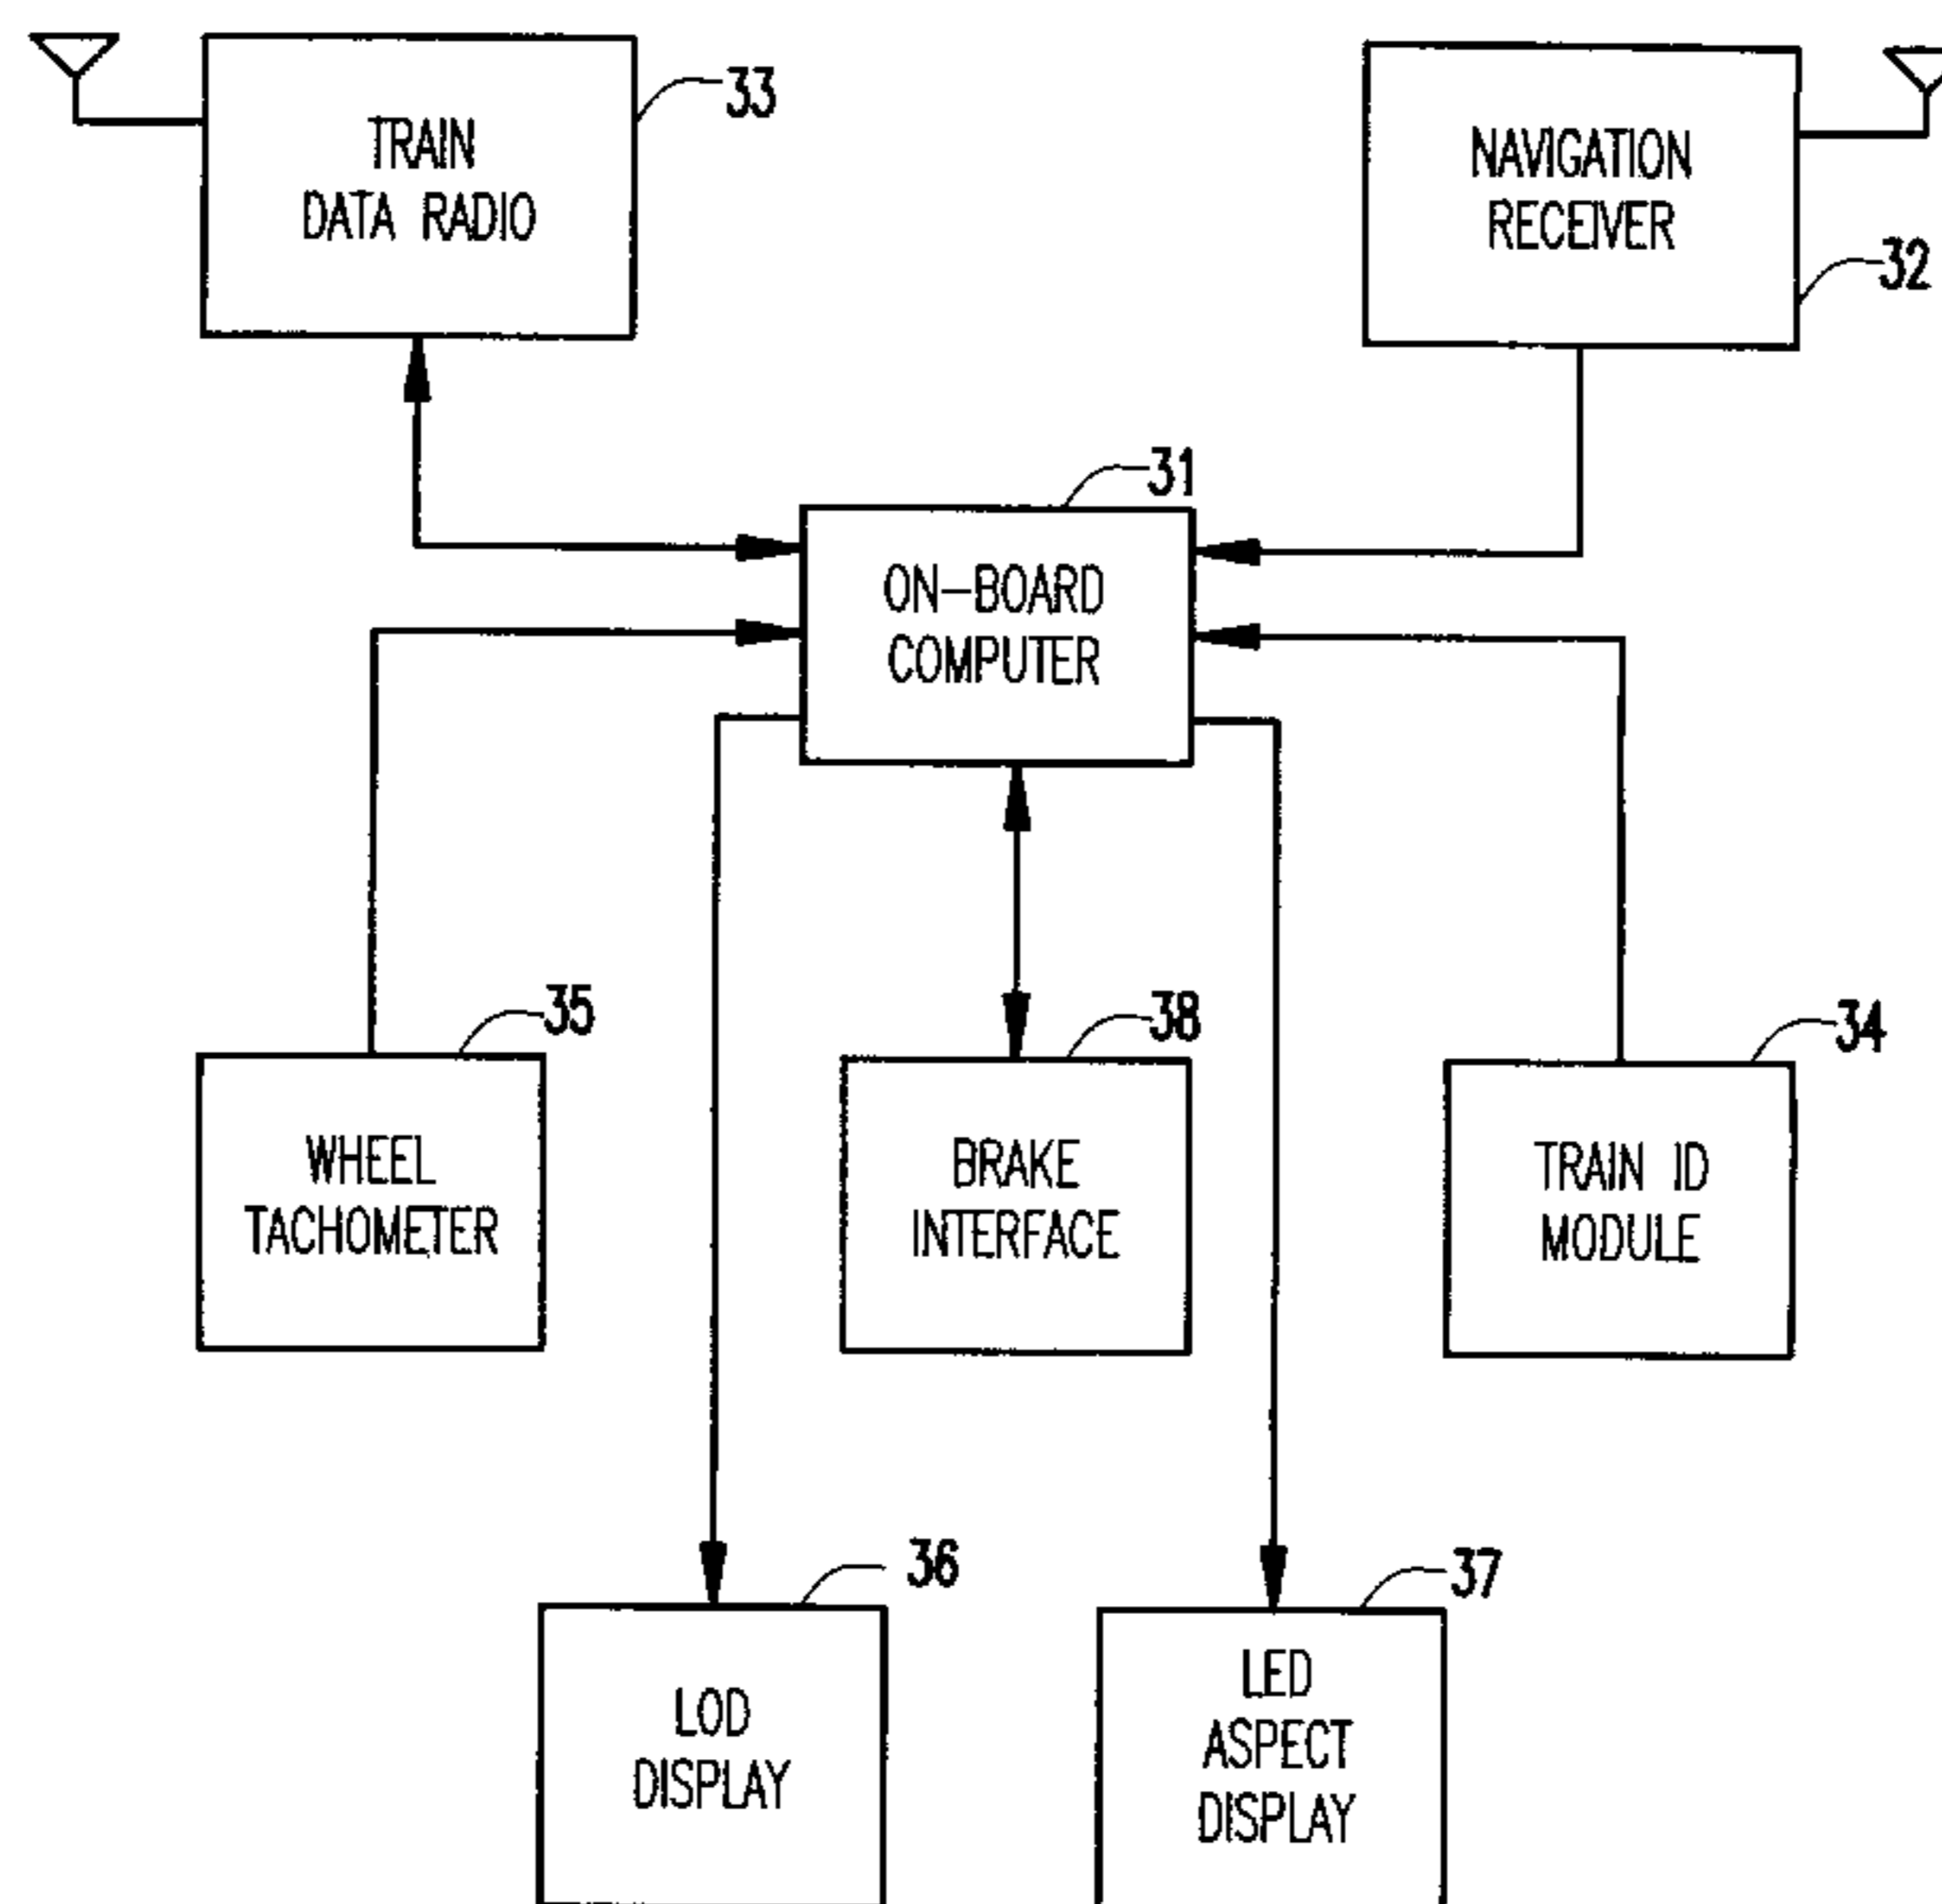 TRAIN
DATA RADIO
33
NAVIGATION
RECEIVER
32
31
ON-BOARD
COMPUTER
35
WHEEL
TACHOMETER
38
BRAKE
INTERFACE
34
TRAIN ID
MODULE
36
LOD
DISPLAY
37
LED
ASPECT
DISPLAY